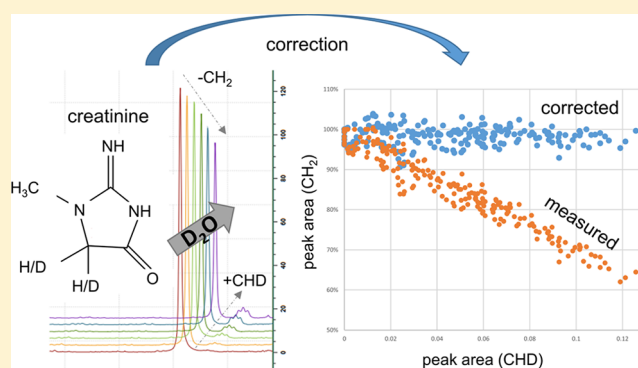 correction
-CH₂
creatinine
NH
H₃C
N
NH
O
H/D
H/D
D₂O
+CHD
120
100
80
60
40
20
0
peak area (CH₂)
110%
100%
90%
80%
70%
60%
50%
corrected
measured
0
0.02
0.04
0.06
0.08
0.1
0.12
peak area (CHD)